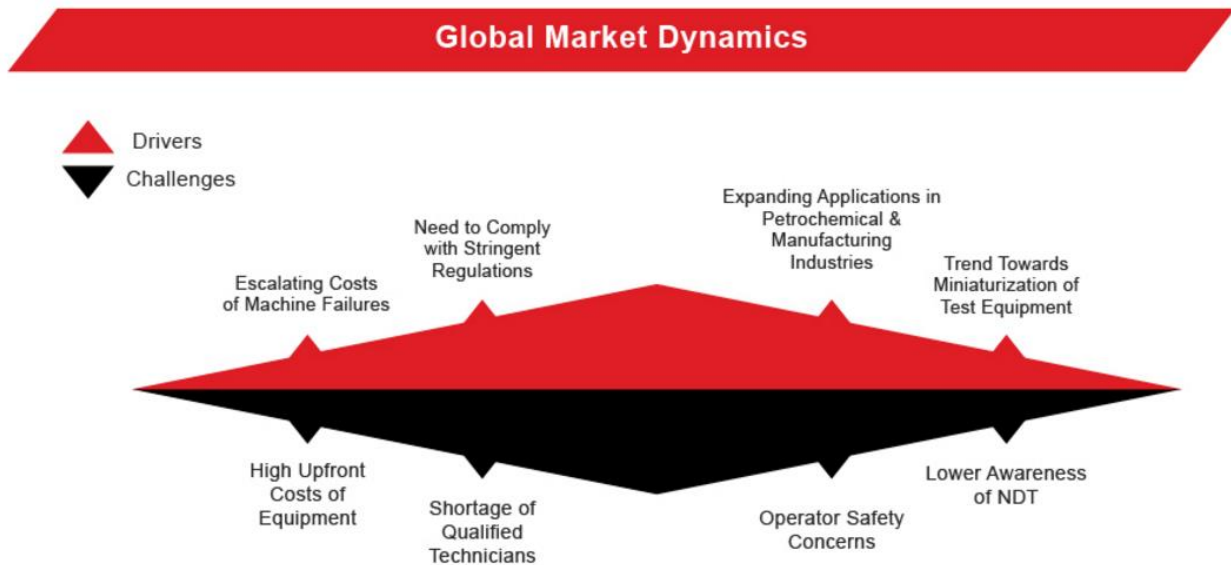 Global Market Dynamics
Drivers
Challenges
Escalating Costs
of Machine Failures
Need to Comply
with Stringent
Regulations
Expanding Applications in
Petrochemical &
Manufacturing
Industries
Trend Towards
Miniaturization of
Test Equipment
High Upfront
Costs of
Equipment
Shortage of
Qualified
Technicians
Operator Safety
Concerns
Lower Awareness
of NDT